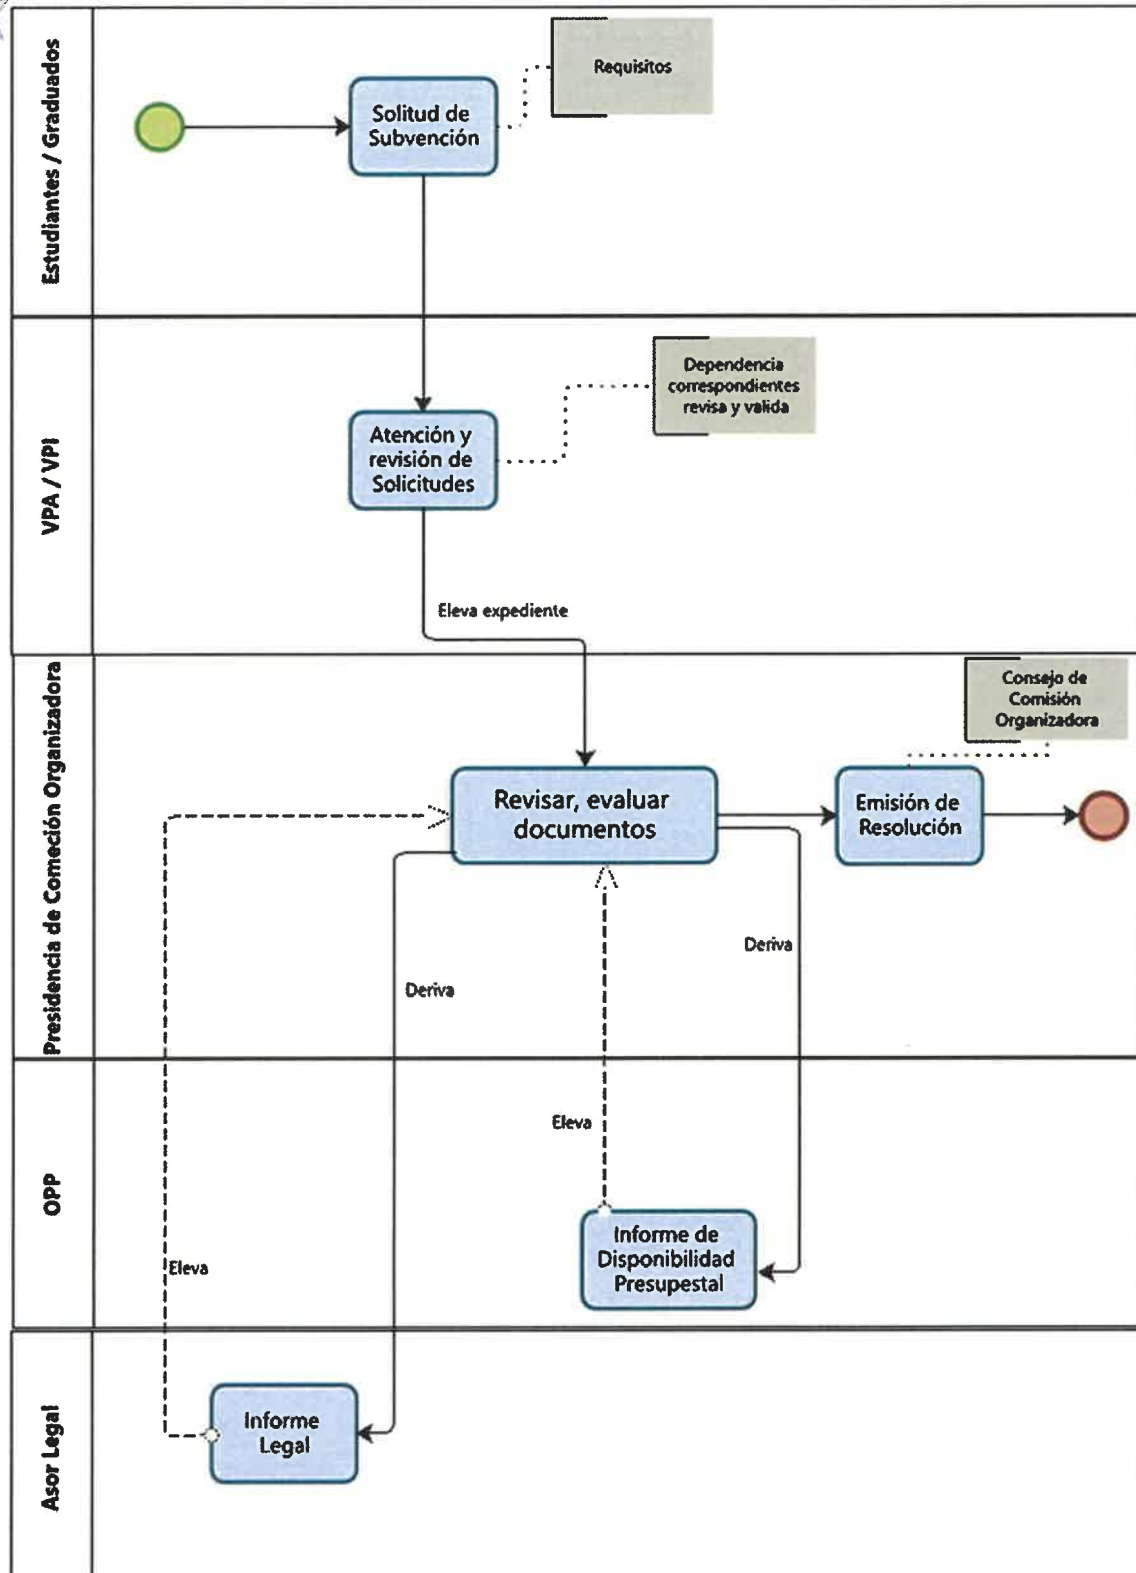 Estudiantes / Graduados
Solitud de
Subvención
Requisitos
VPA / VPI
Atención y
revisión de
Solicitudes
Dependencia
correspondientes
revisa y valida
Eleva expediente
Presidencia de Comeción Organizadora
Consejo de
Comisión
Organizadora
Revisar, evaluar
documentos
Emisión de
Resolución
Deriva
Deriva
OPP
Eleva
Informe de
Disponibilidad
Presupestal
Eleva
Asor Legal
Informe
Legal